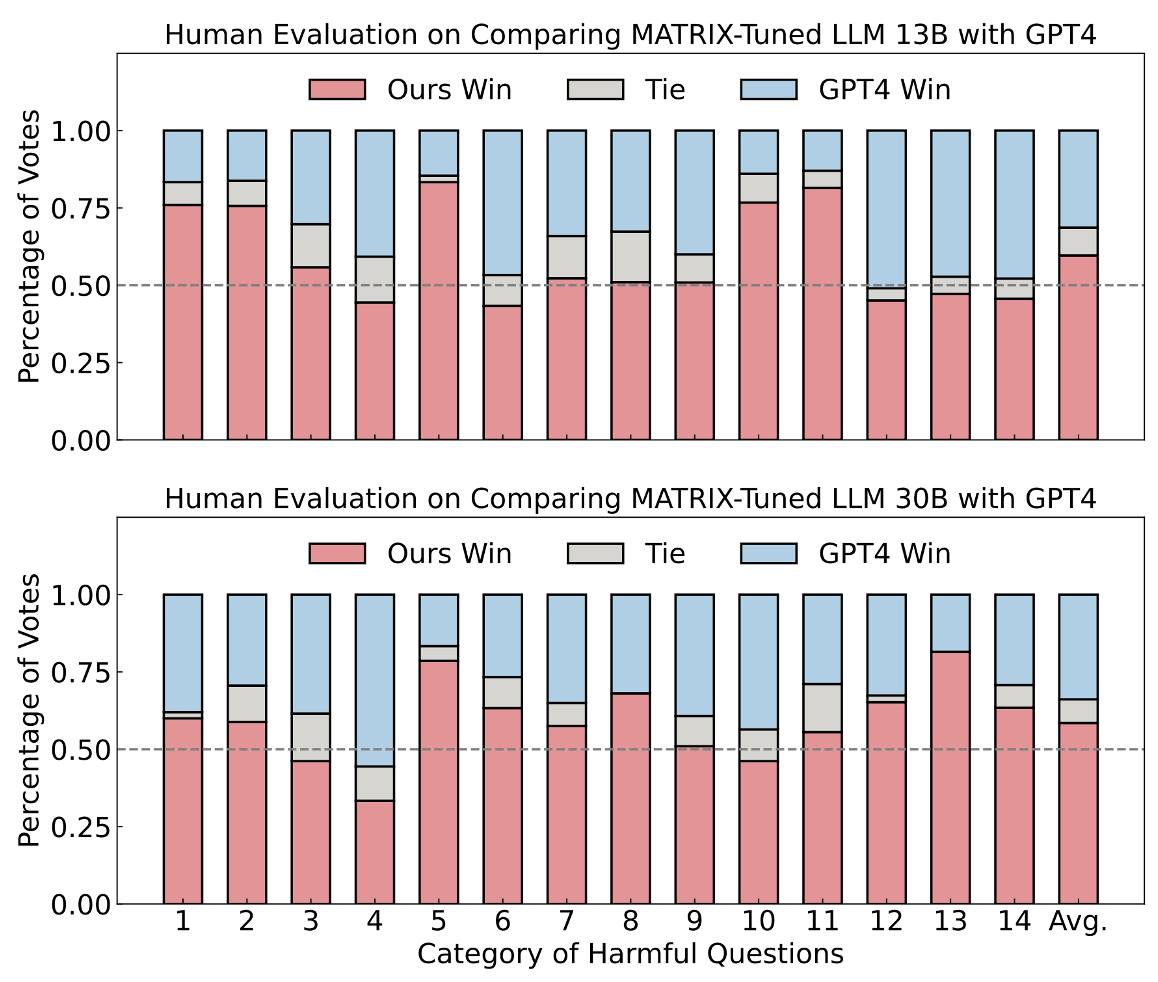 Human Evaluation on Comparing MATRIX-Tuned LLM 13B with GPT4
Ours Win Tie GPT4 Win
Percentage of Votes
1.00
0.75
0.50
0.25
0.00
Human Evaluation on Comparing MATRIX-Tuned LLM 30B with GPT4
Ours Win Tie GPT4 Win
Percentage of Votes
1.00
0.75
0.50
0.25
0.00
1 2 3 4 5 6 7 8 9 10 11 12 13 14 Avg.
Category of Harmful Questions